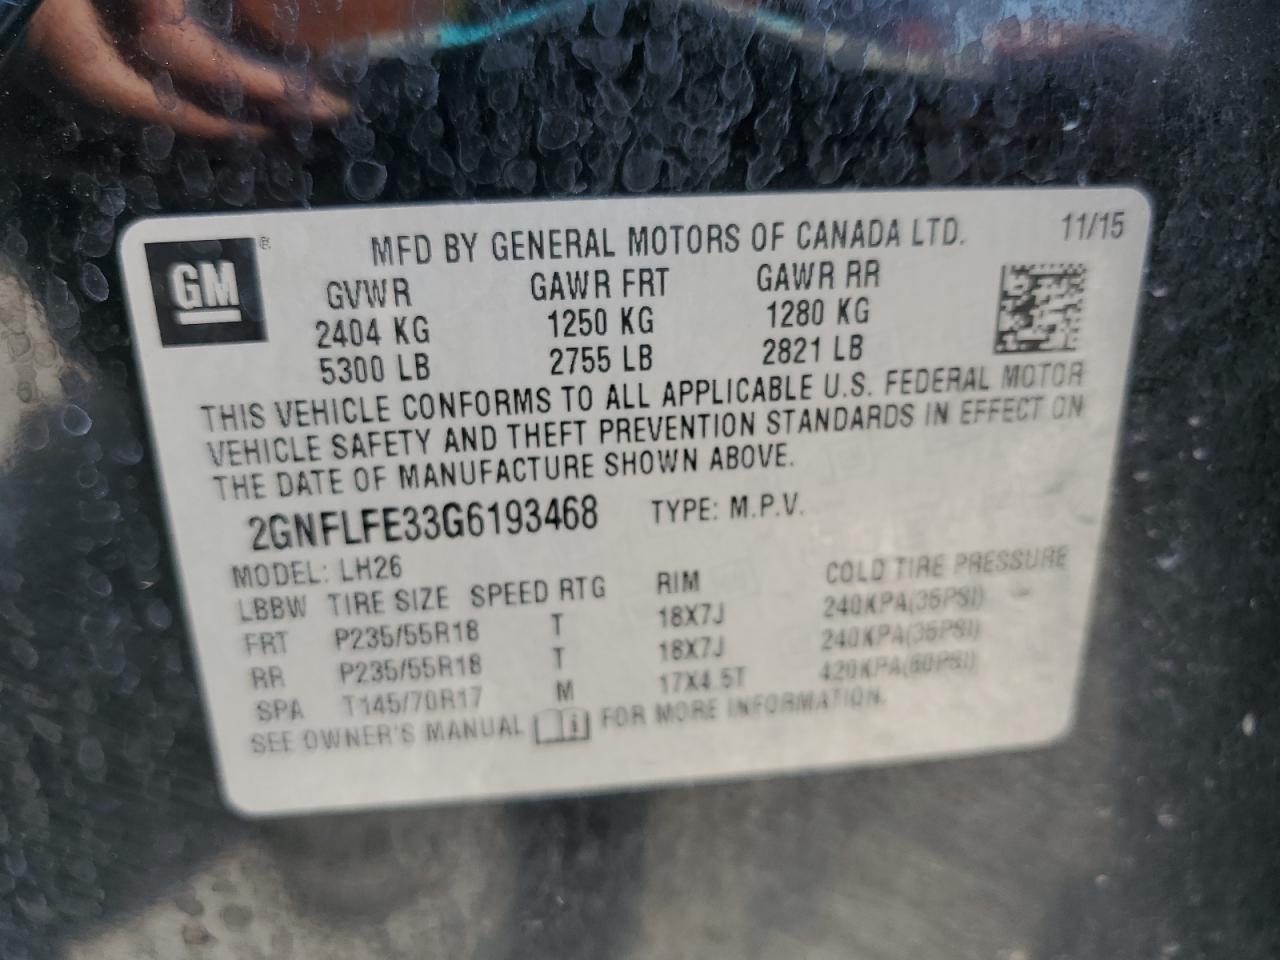 MFD BY GENERAL MOTORS OF CANADA LTD. 11/15
GM ®
GVWR GAWR FRT GAWR RR
2404 KG 1250 KG 1280 KG
5300 LB 2755 LB 2821 LB
THIS VEHICLE CONFORMS TO ALL APPLICABLE U.S. FEDERAL MOTOR
VEHICLE SAFETY AND THEFT PREVENTION STANDARDS IN EFFECT ON
THE DATE OF MANUFACTURE SHOWN ABOVE.
2GNFLFE33G6193468 TYPE: M.P.V.
MODEL: LH26
LBBW TIRE SIZE SPEED RTG RIM COLD TIRE PRESSURE
FRT P235/55R18 T 18X7J 240KPA(35PSI)
RR P235/55R18 T 18X7J 240KPA(35PSI)
SPA T145/70R17 M 17X4.5T 420KPA(60PSI)
SEE OWNER'S MANUAL FOR MORE INFORMATION.